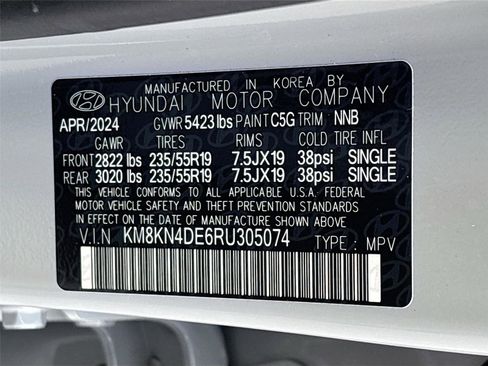 MANUFACTURED IN KOREA BY
HYUNDAI MOTOR COMPANY
APR/2024 GVWR 5423 lbs PAINT C5G TRIM NNB
GAWR TIRES RIMS COLD TIRE INFL
FRONT 2822 lbs 235/55R19 7.5JX19 38psi SINGLE
REAR 3020 lbs 235/55R19 7.5JX19 38psi SINGLE
THIS VEHICLE CONFORMS TO ALL APPLICABLE U.S.A. FEDERAL
MOTOR VEHICLE SAFETY, BUMPER, AND THEFT PREVENTION STANDARDS
IN EFFECT ON THE DATE OF MANUFACTURE SHOWN ABOVE
V.I.N KM8KN4DE6RU305074 TYPE : MPV